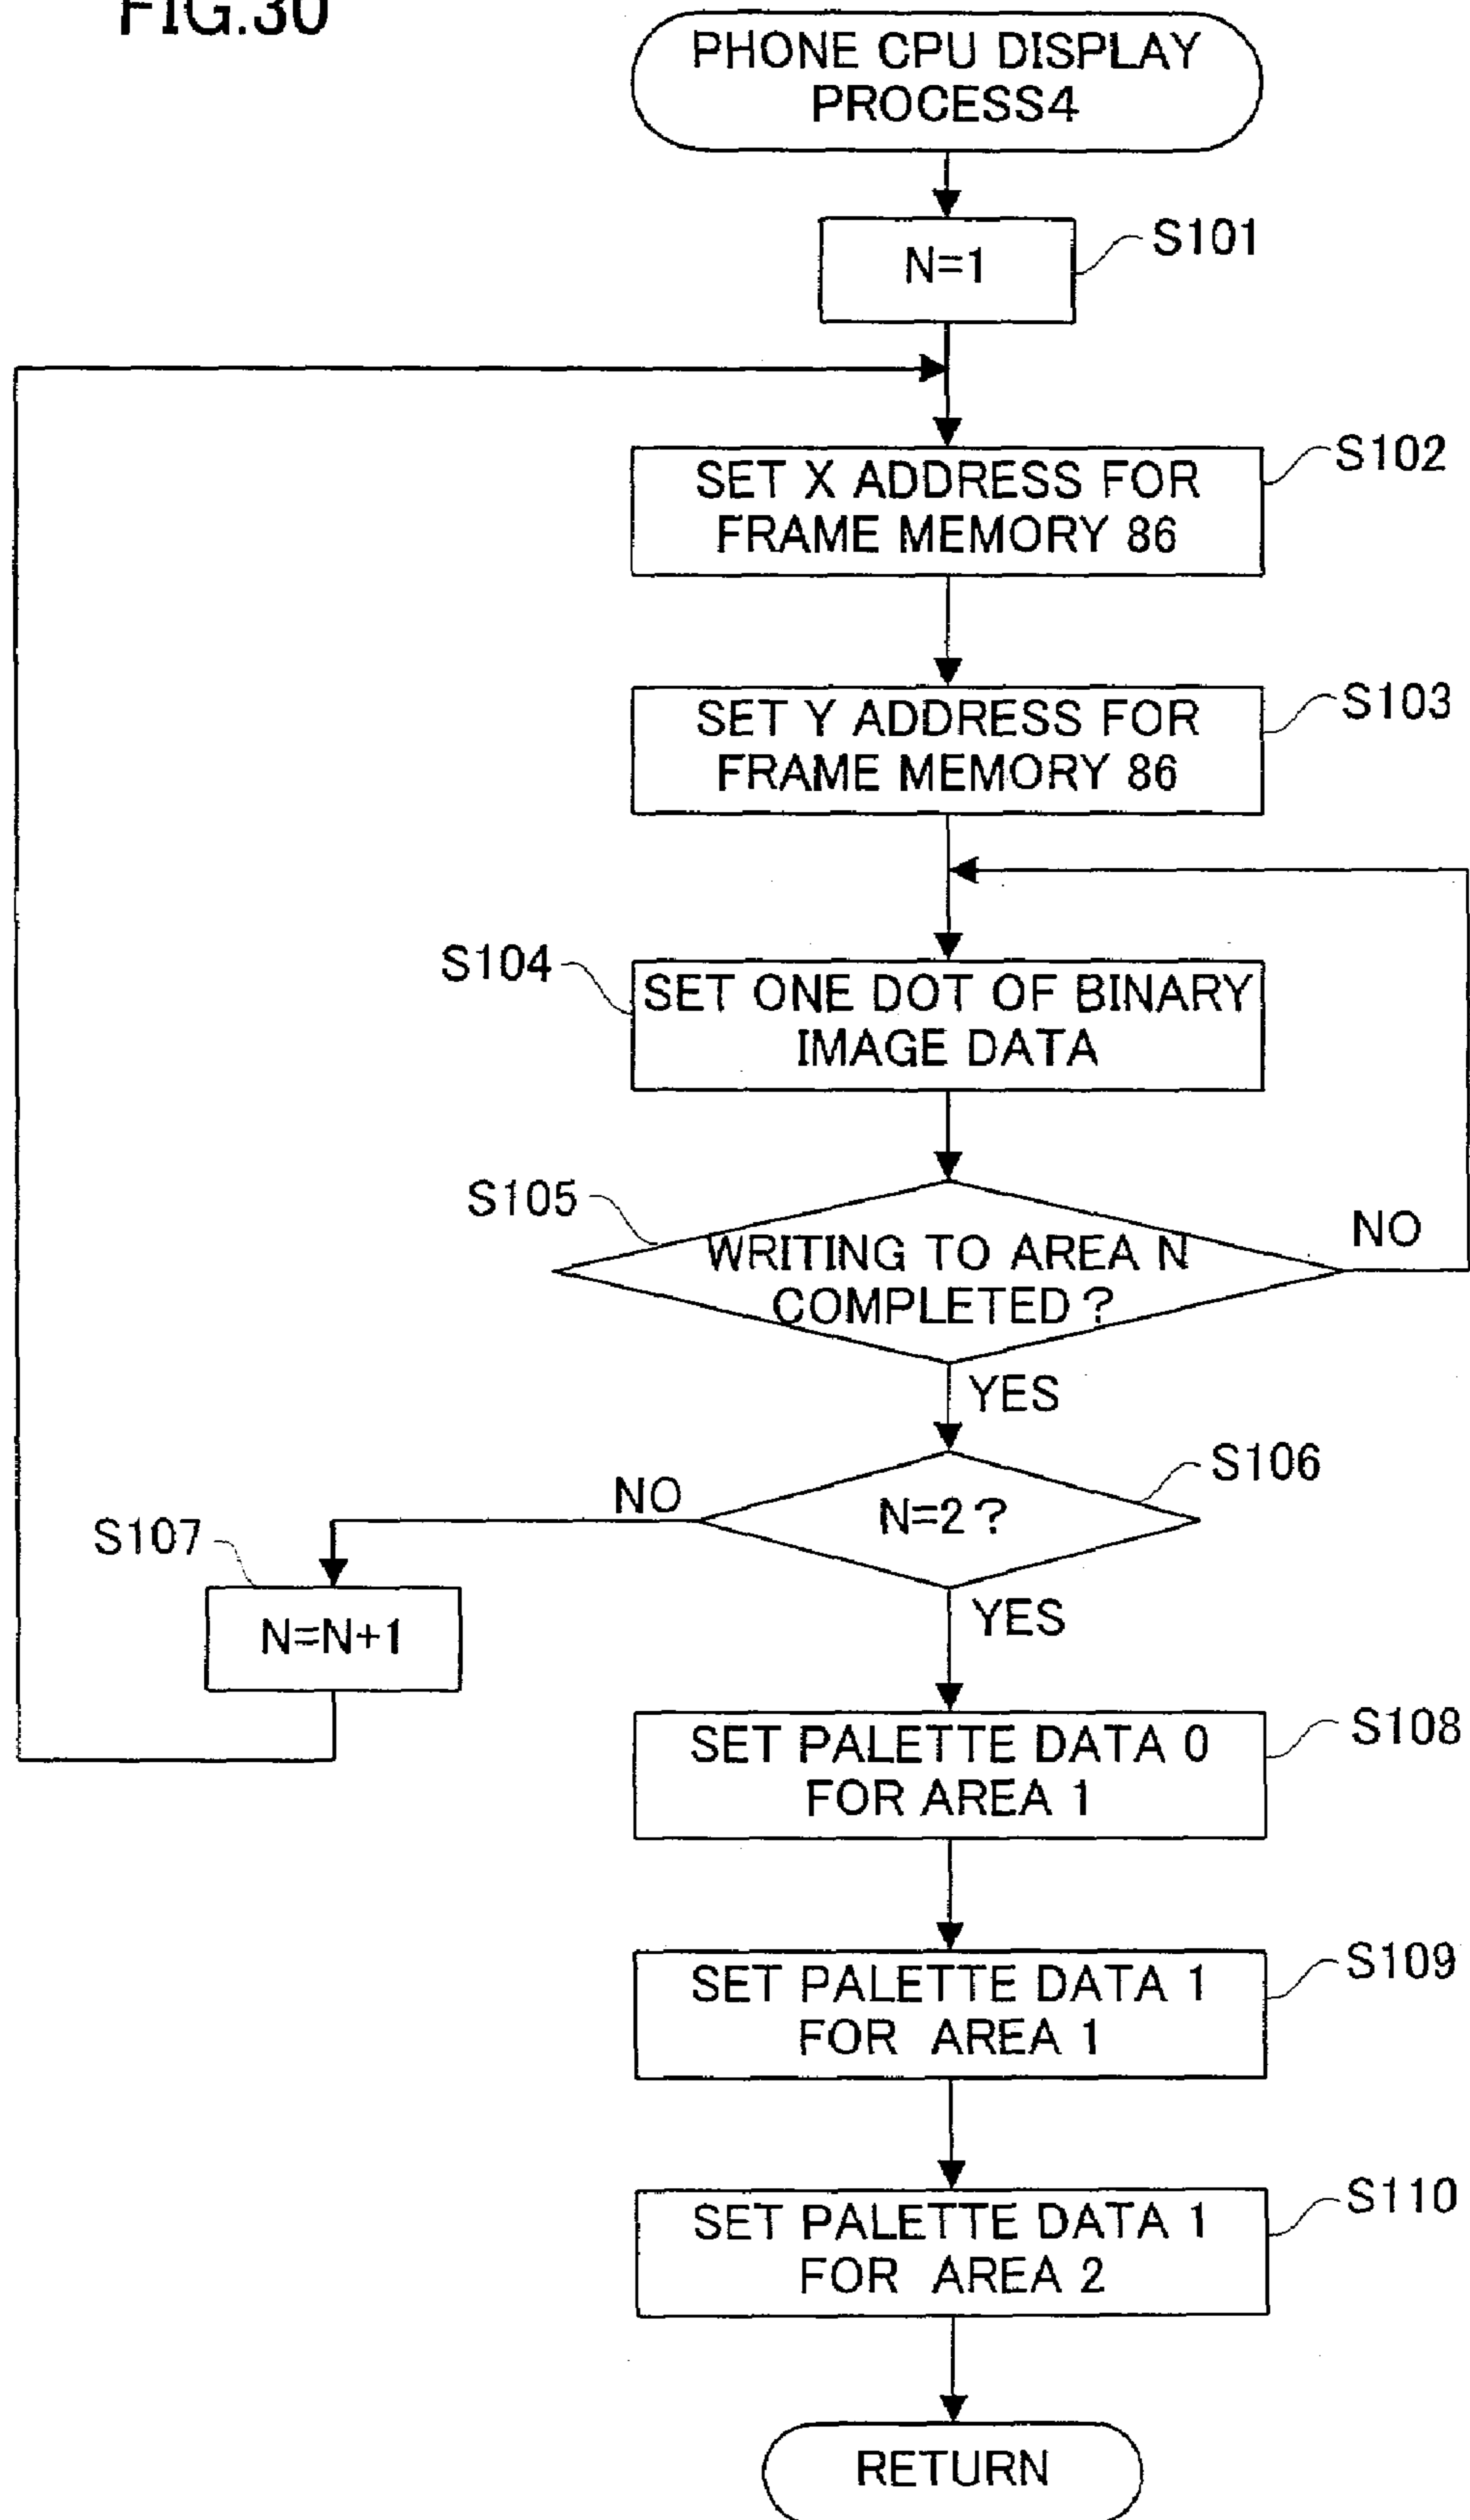 FIG.30
PHONE CPU DISPLAY
PROCESS4
N=1
S101
SET X ADDRESS FOR
FRAME MEMORY 86
S102
SET Y ADDRESS FOR
FRAME MEMORY 86
S103
S104
SET ONE DOT OF BINARY
IMAGE DATA
S105
WRITING TO AREA N
COMPLETED?
NO
YES
S106
N=2?
NO
S107
N=N+1
YES
SET PALETTE DATA 0
FOR AREA 1
S108
SET PALETTE DATA 1
FOR AREA 1
S109
SET PALETTE DATA 1
FOR AREA 2
S110
RETURN